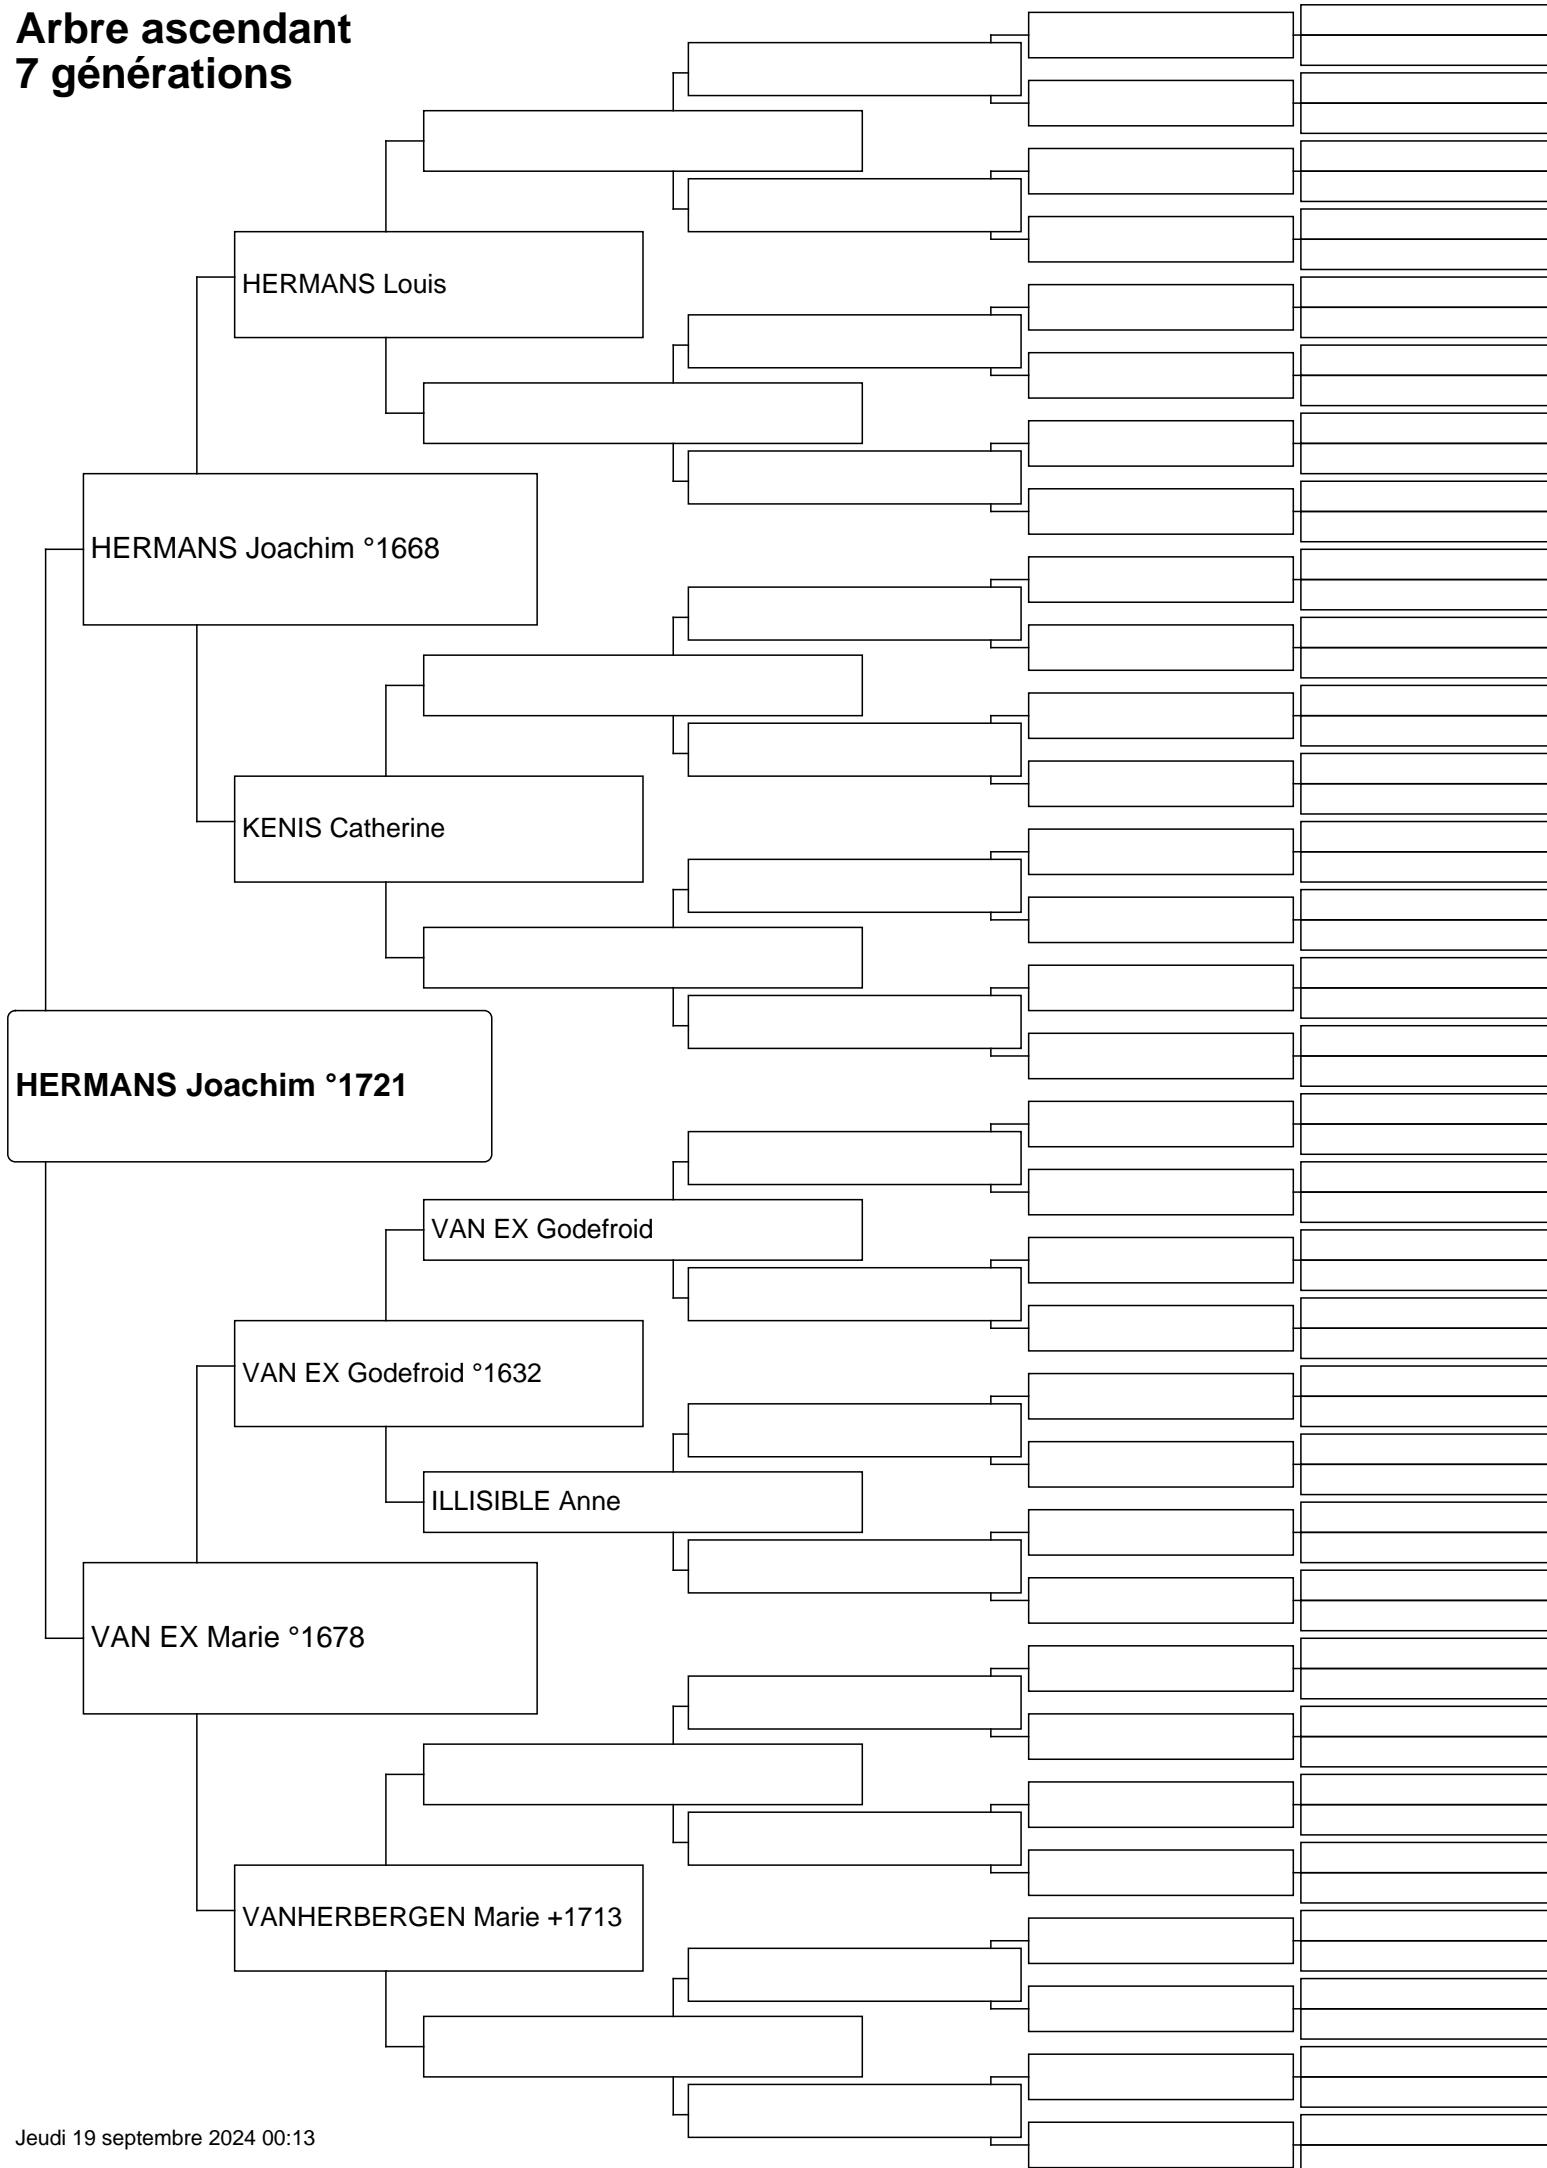 Arbre ascendant
7 générations
HERMANS Louis
HERMANS Joachim °1668
KENIS Catherine
HERMANS Joachim °1721
VAN EX Godefroid
VAN EX Godefroid °1632
ILLISIBLE Anne
VAN EX Marie °1678
VANHERBERGEN Marie +1713
Jeudi 19 septembre 2024 00:13